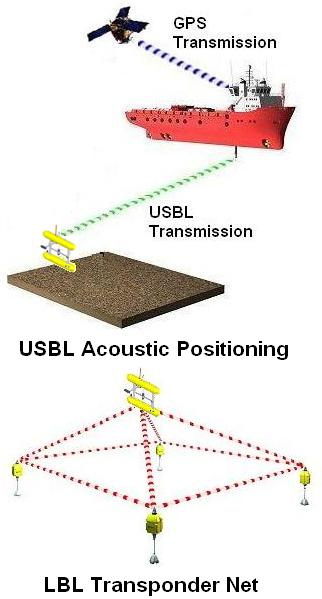 GPS
Transmission
USBL
Transmission
USBL Acoustic Positioning
LBL Transponder Net